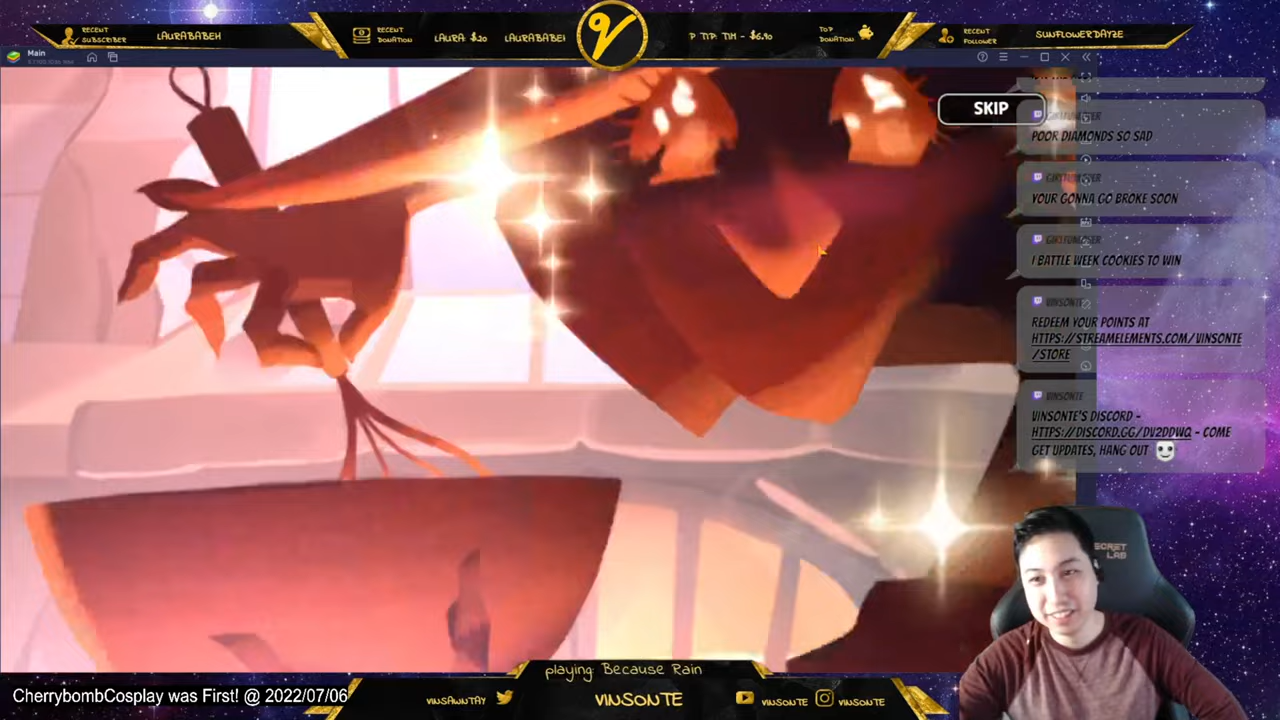 RECENT
SUBSCRIBER
LAURABABEH
RECENT
DONATION
LAURA: $20
LAURABABEI
P TIP: TIM - $6.90
TOP
DONATION
RECENT
FOLLOWER
SUNFLOWERDAYZE
Main
SKIP
POOR DIAMONDS SO SAD
YOUR GONNA GO BROKE SOON
I BATTLE WEEK COOKIES TO WIN
VINSONTE
REDEEM YOUR POINTS AT
HTTPS://STREAMELEMENTS.COM/VINSONTE
/STORE
VINSONTE
VINSONTE'S DISCORD -
HTTPS://DISCORD.GG/DV2DDWQ - COME
GET UPDATES, HANG OUT
SECRET
LAB
playing: Because Rain
CherrybombCosplay was First! @ 2022/07/06
VINSAWNTAY
VINSONTE
VINSONTE
VINSONTE